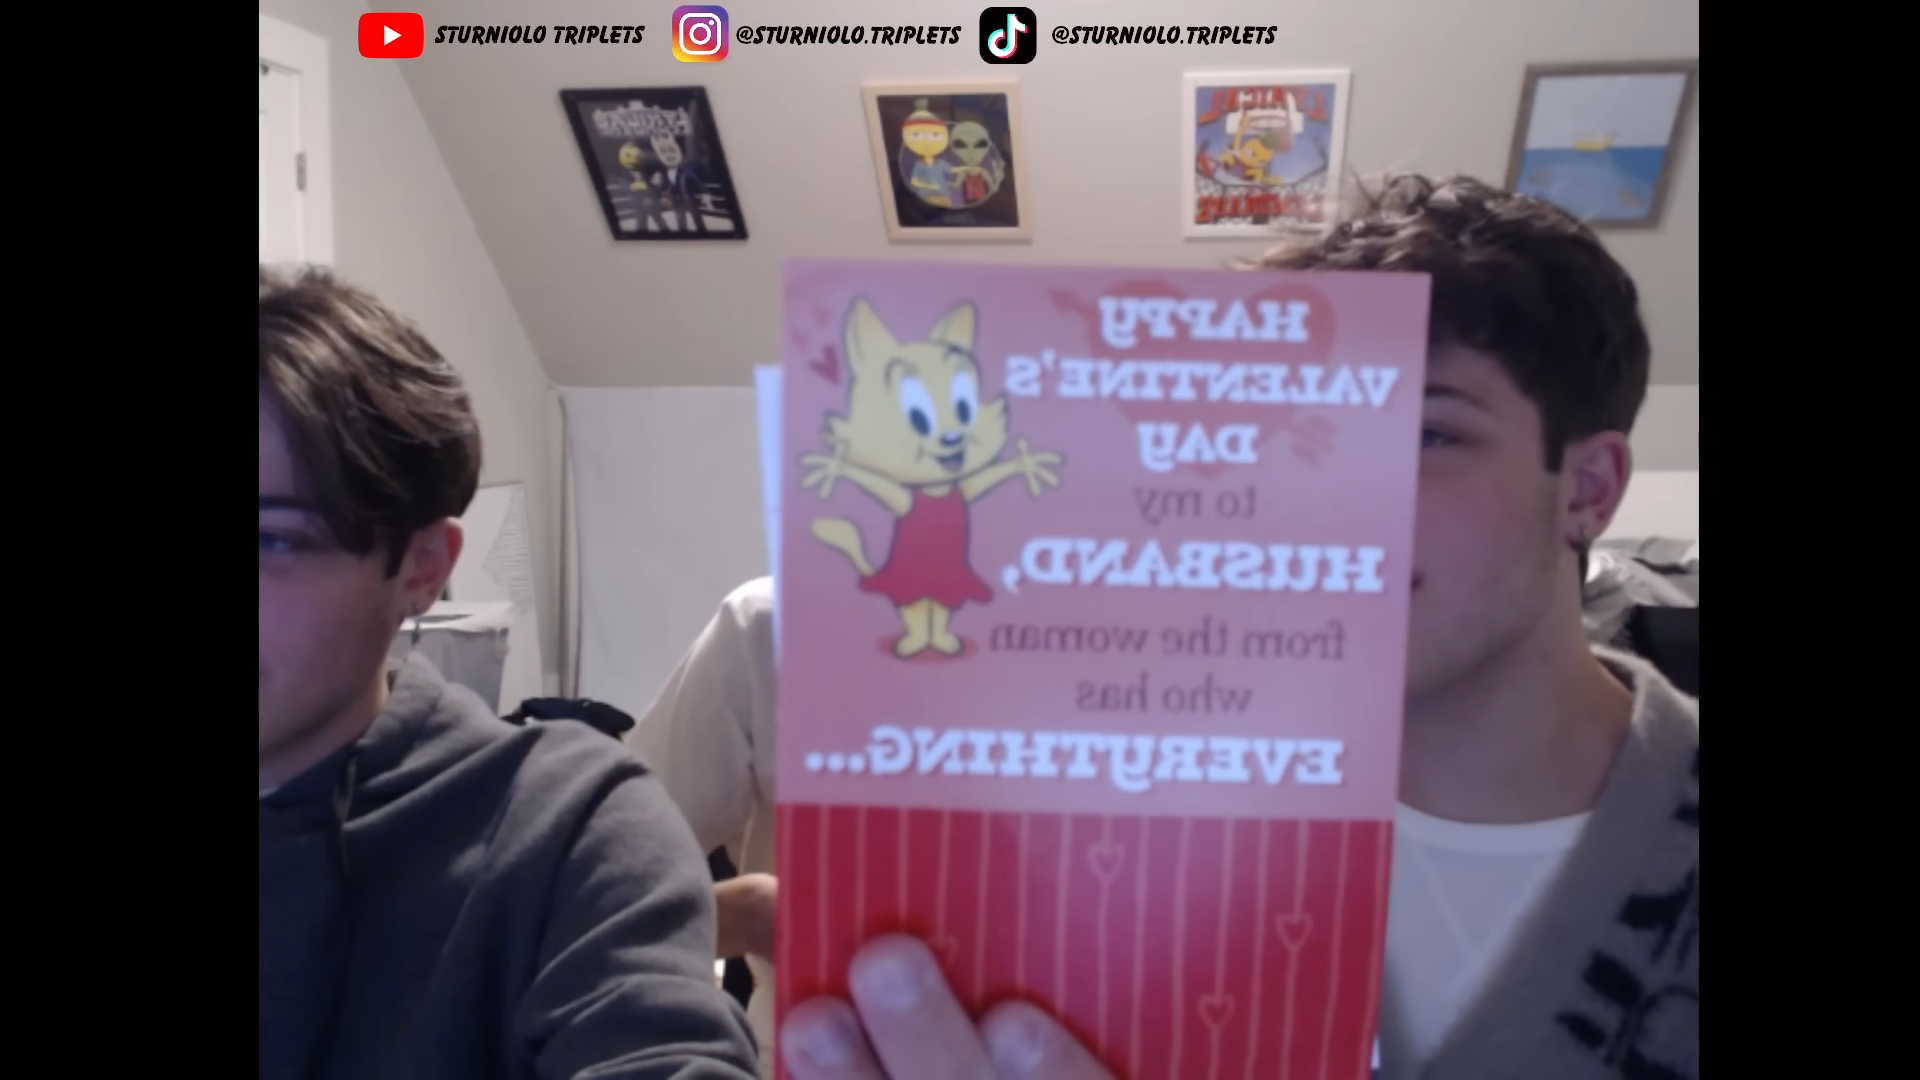 STURNIOLO TRIPLETS @STURNIOLO.TRIPLETS @STURNIOLO.TRIPLETS
HAPPY
VALENTINE'S
DAY
to my
HUSBAND,
from the woman
who has
EVERYTHING...